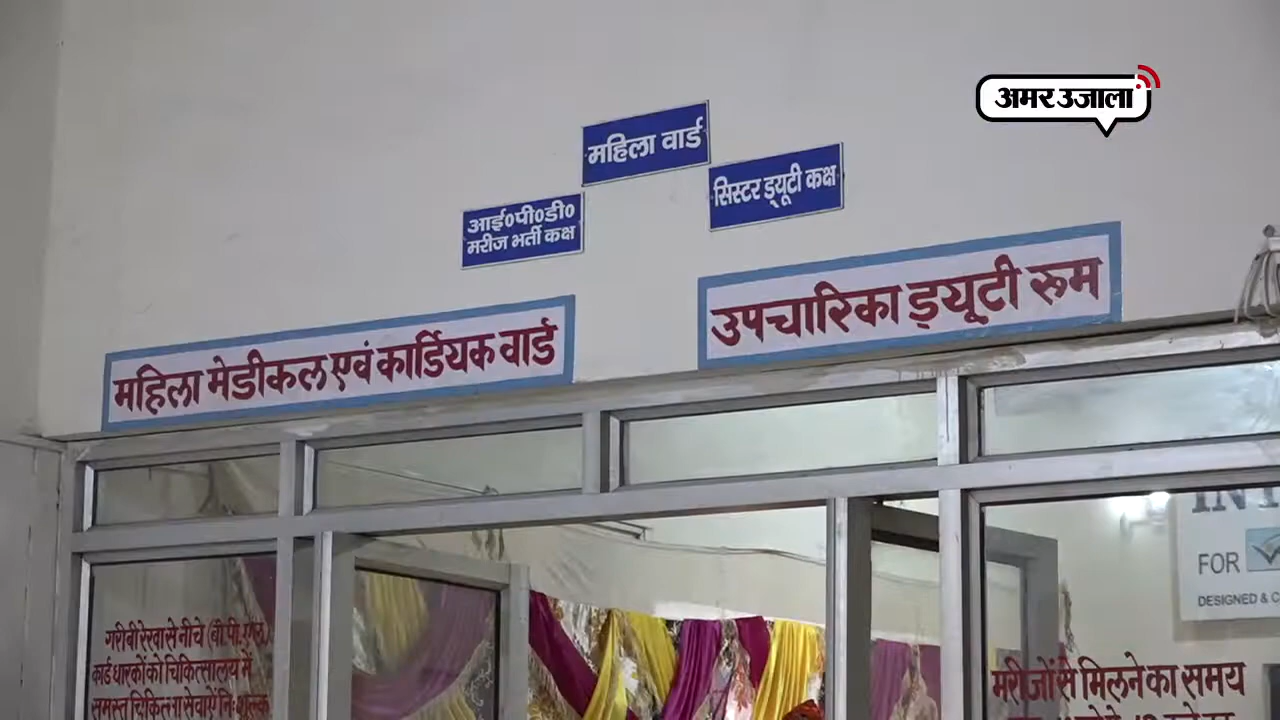 अमर उजाला
महिला वार्ड
सिस्टर ड्यूटी कक्ष
आई०पी०डी०
मरीज भर्ती कक्ष
उपचारिका ड्यूटी रूम
महिला मेडीकल एवं कार्डियक वार्ड
FOR
DESIGNED &
गरीबी रेखा से नीचे (बी.पी.एल.)
कार्ड धारकों को चिकित्सालय में
समस्त चिकित्सा सेवाऐं निःशुल्क
मरीजों से मिलने का समय